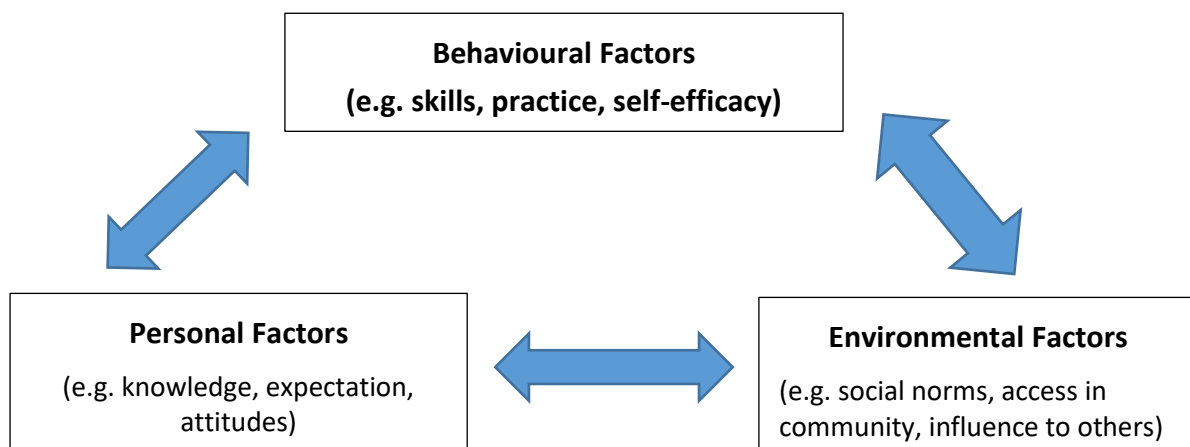 Behavioural Factors
(e.g. skills, practice, self-efficacy)
Personal Factors
(e.g. knowledge, expectation,
attitudes)
Environmental Factors
(e.g. social norms, access in
community, influence to others)